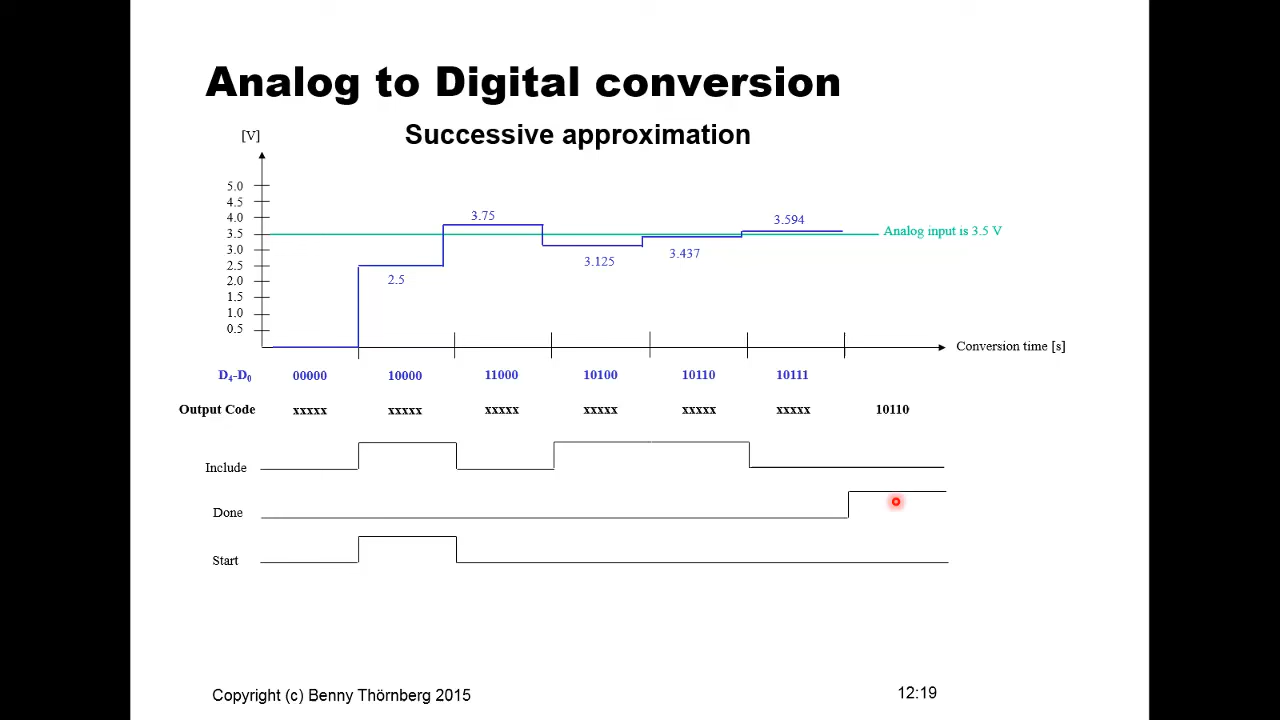 Analog to Digital conversion
Successive approximation
[V]
5.0
4.5
4.0
3.5
3.0
2.5
2.0
1.5
1.0
0.5
3.75
3.594
Analog input is 3.5 V
3.437
3.125
2.5
Conversion time [s]
D4-D0 00000 10000 11000 10100 10110 10111
Output Code xxxxx xxxxx xxxxx xxxxx xxxxx xxxxx 10110
Include
Done
Start
Copyright (c) Benny Thörnberg 2015
12:19